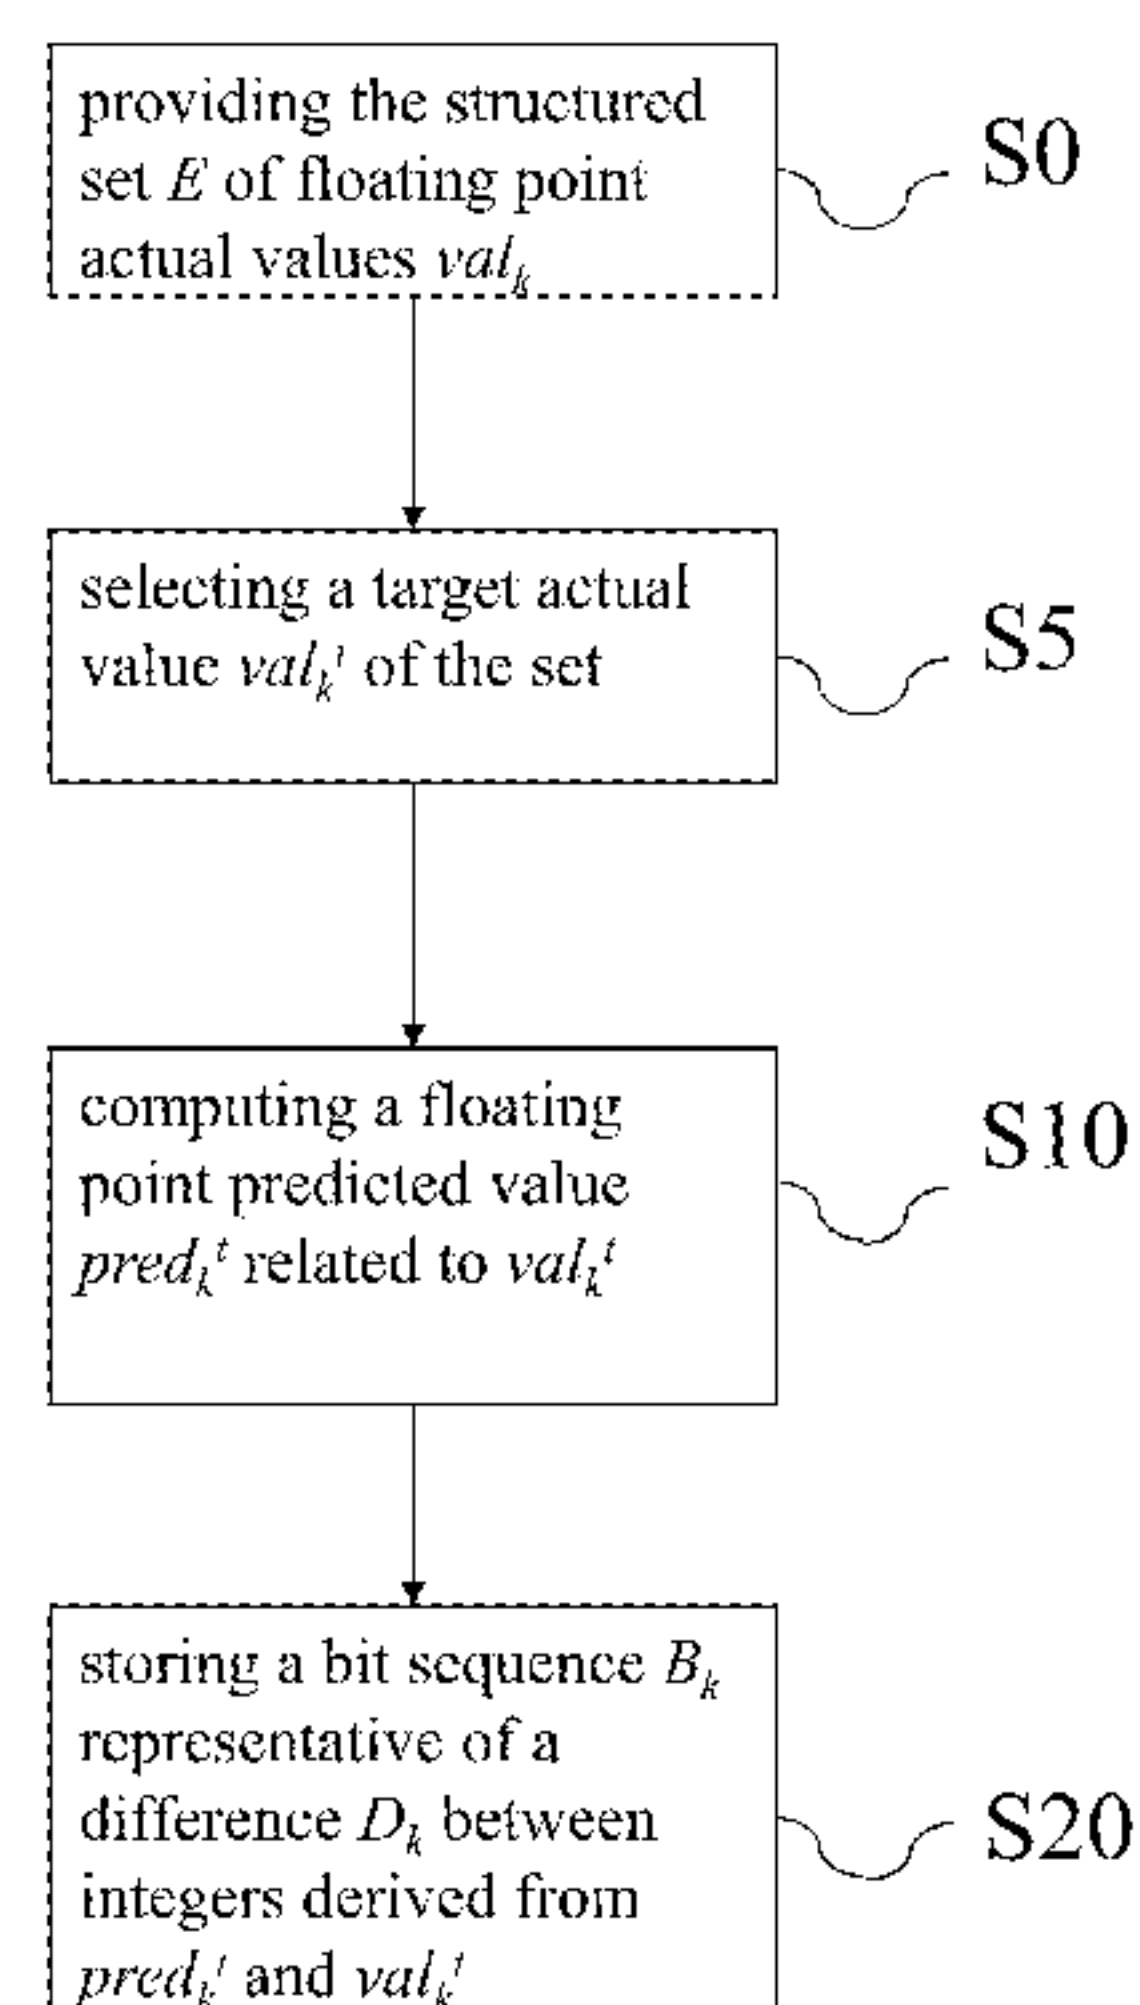 providing the structured
set E of floating point
actual values valₖ
S0
selecting a target actual
value valₖᵗ of the set
S5
computing a floating
point predicted value
predₖᵗ related to valₖᵗ
S10
storing a bit sequence Bₖ
representative of a
difference Dₖ between
integers derived from
predₖᵗ and valₖᵗ
S20